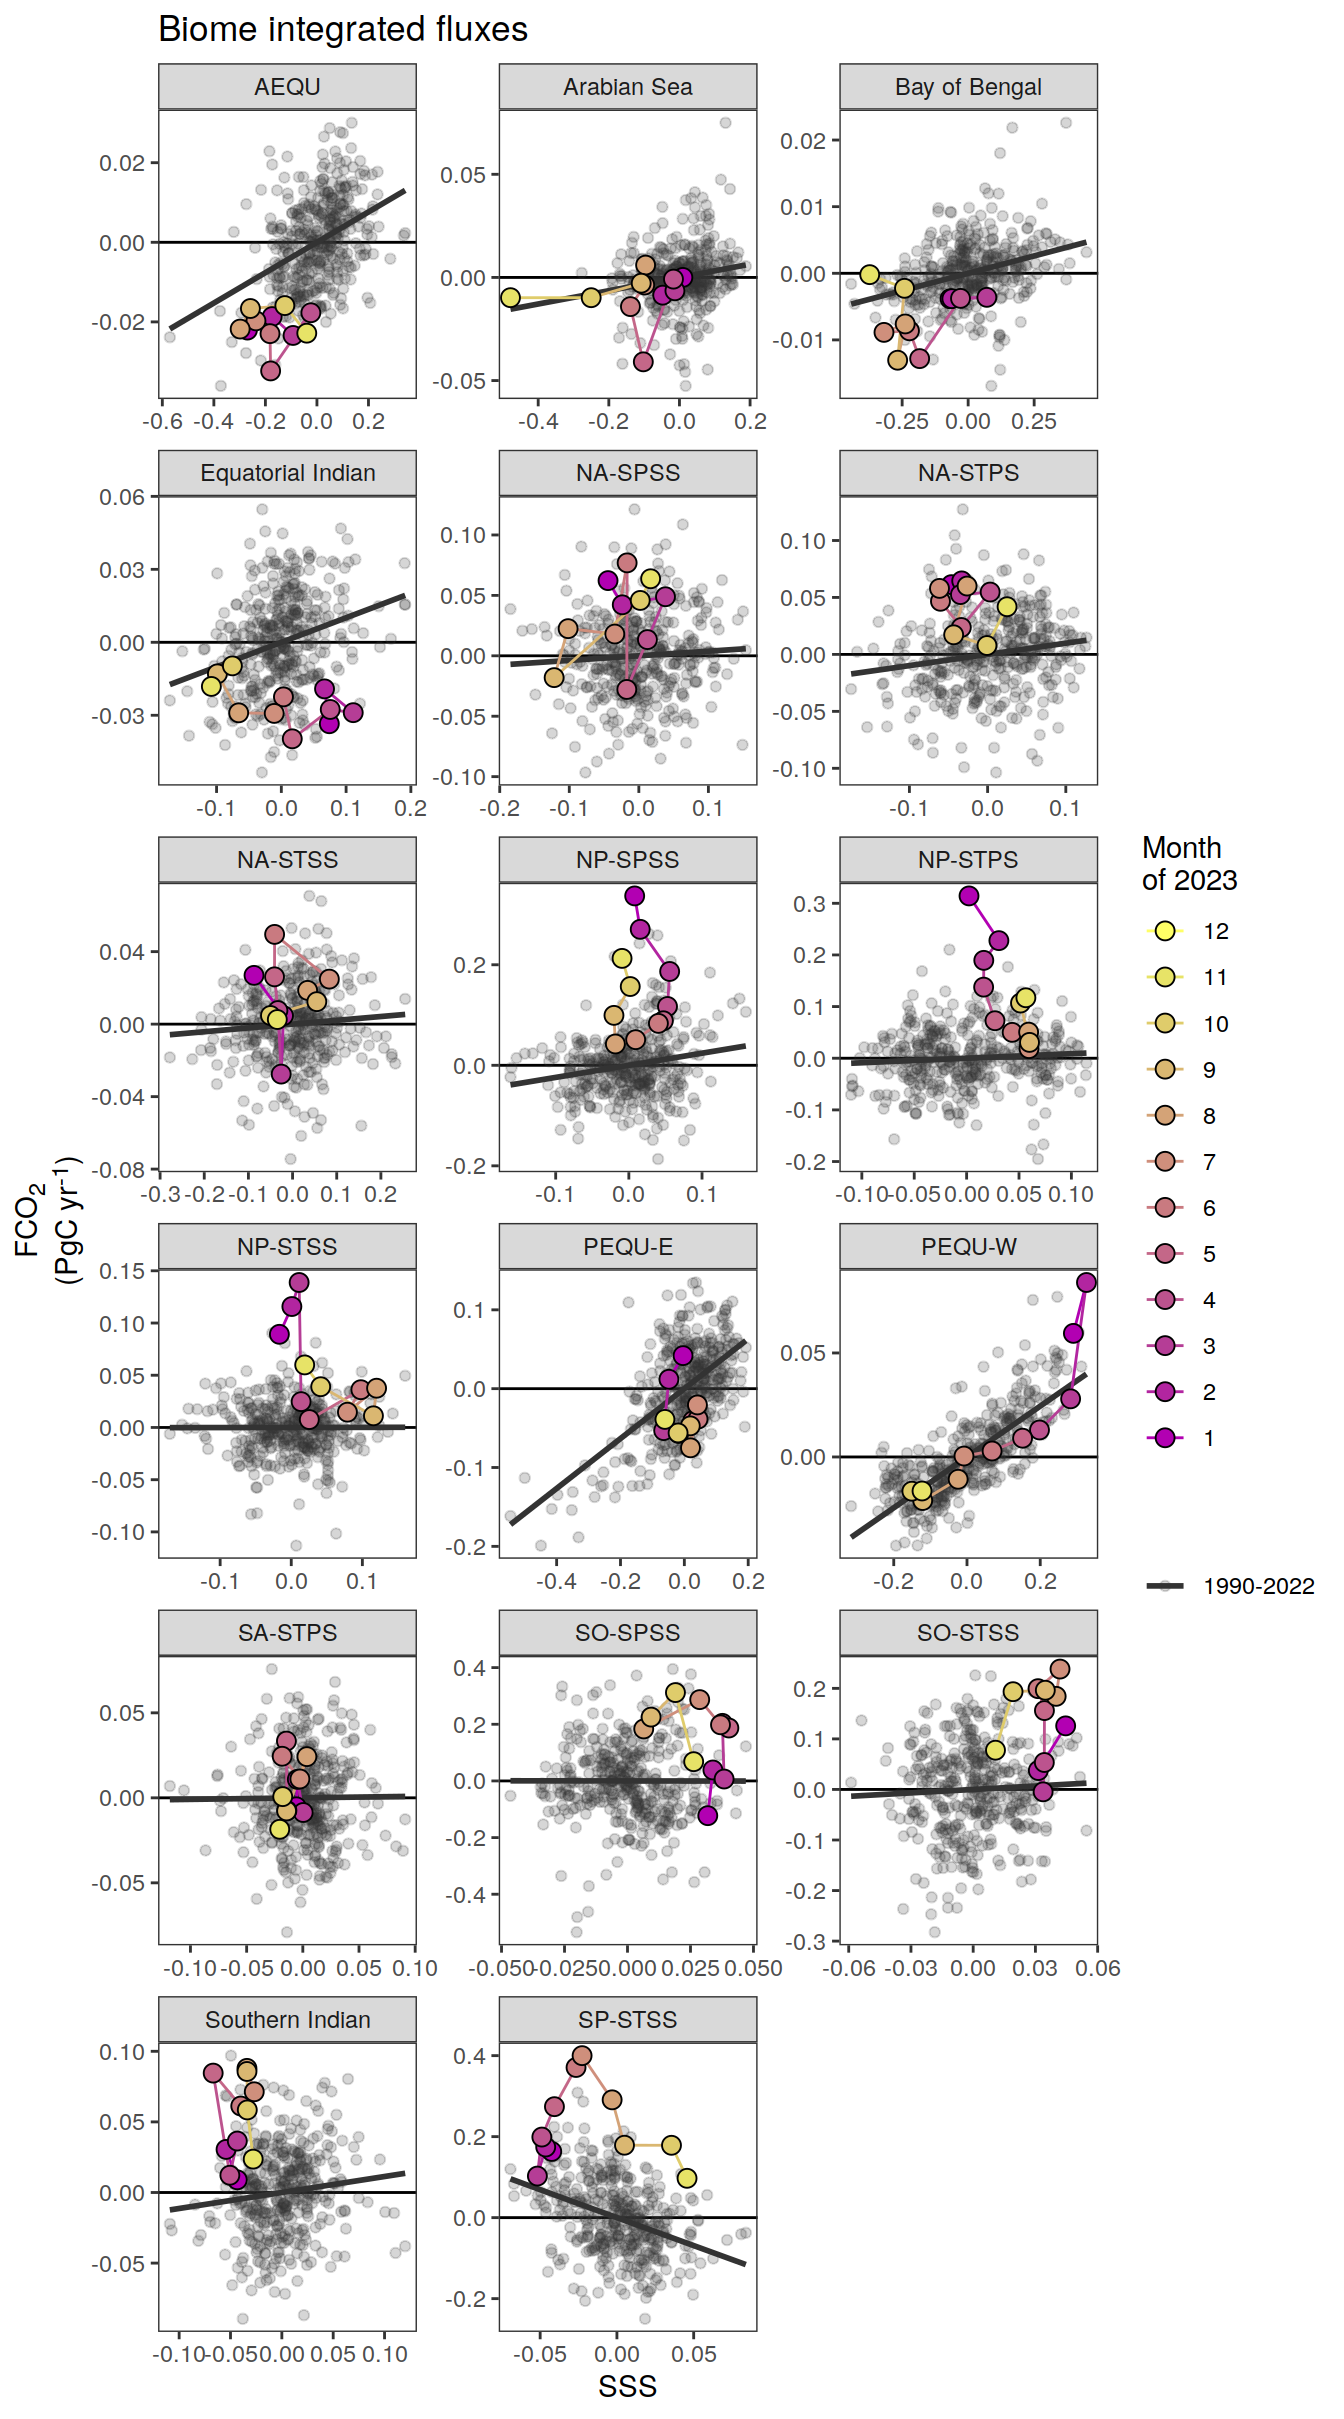 Biome integrated fluxes
AEQU Arabian Sea Bay of Bengal
0.02
0.00
-0.02
0.05
0.00
-0.05
0.02
0.01
0.00
-0.01
-0.6 -0.4 -0.2 0.0 0.2
-0.4 -0.2 0.0 0.2
-0.25 0.00 0.25
Equatorial Indian NA-SPSS NA-STPS
0.06
0.03
0.00
-0.03
0.10
0.05
0.00
-0.05
-0.10
0.10
0.05
0.00
-0.05
-0.10
-0.1 0.0 0.1 0.2
-0.2 -0.1 0.0 0.1
-0.1 0.0 0.1
NA-STSS NP-SPSS NP-STPS
0.04
0.00
-0.04
-0.08
0.2
0.0
-0.2
0.3
0.2
0.1
0.0
-0.1
-0.2
-0.3 -0.2 -0.1 0.0 0.1 0.2
-0.1 0.0 0.1
-0.10 -0.05 0.00 0.05 0.10
NP-STSS PEQU-E PEQU-W
0.15
0.10
0.05
0.00
-0.05
-0.10
0.1
0.0
-0.1
-0.2
0.05
0.00
-0.1 0.0 0.1
-0.4 -0.2 0.0 0.2
-0.2 0.0 0.2
SA-STPS SO-SPSS SO-STSS
0.05
0.00
-0.05
0.4
0.2
0.0
-0.2
-0.4
0.2
0.1
0.0
-0.1
-0.2
-0.3
-0.10 -0.05 0.00 0.05 0.10
-0.050 -0.025 0.000 0.025 0.050
-0.06 -0.03 0.00 0.03 0.06
Southern Indian SP-STSS
0.10
0.05
0.00
-0.05
0.4
0.2
0.0
-0.2
-0.10 -0.05 0.00 0.05 0.10
-0.05 0.00 0.05
SSS
FCO2
(PgC yr-1)
Month
of 2023
12
11
10
9
8
7
6
5
4
3
2
1
1990-2022